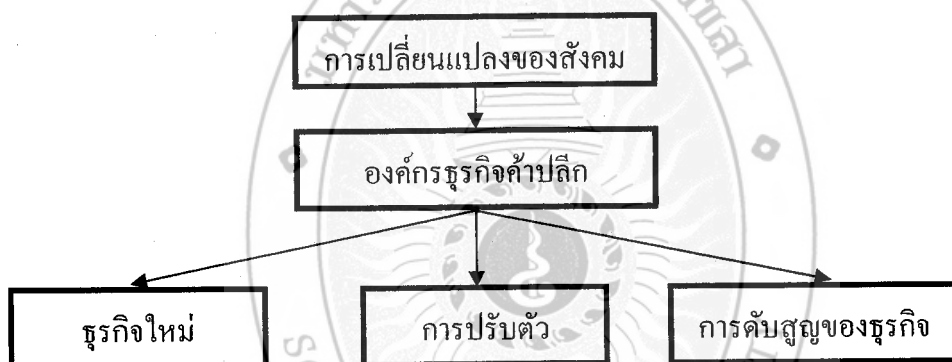 การเปลี่ยนแปลงของสังคม
องค์กรธุรกิจค้าปลีก
ธุรกิจใหม่
การปรับตัว
การดับสูญของธุรกิจ